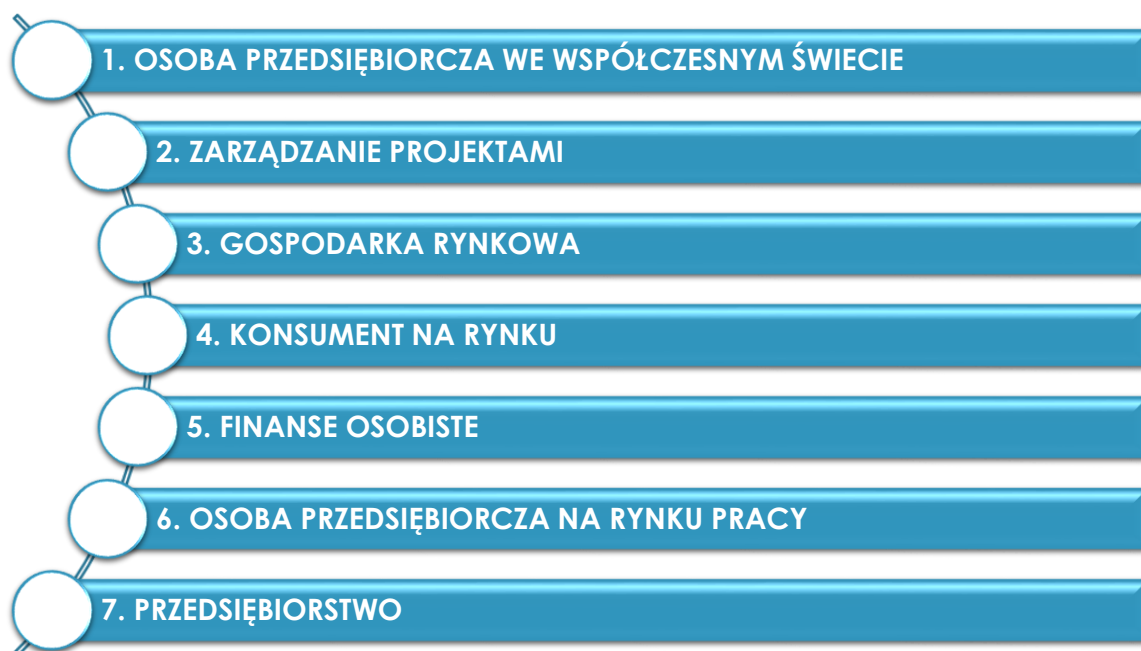 1. OSOBA PRZEDSIĘBIORCZA WE WSPÓŁCZESNYM ŚWIECIE
2. ZARZĄDZANIE PROJEKTAMI
3. GOSPODARKA RYNKOWA
4. KONSUMENT NA RYNKU
5. FINANSE OSOBISTE
6. OSOBA PRZEDSIĘBIORCZA NA RYNKU PRACY
7. PRZEDSIĘBIORSTWO